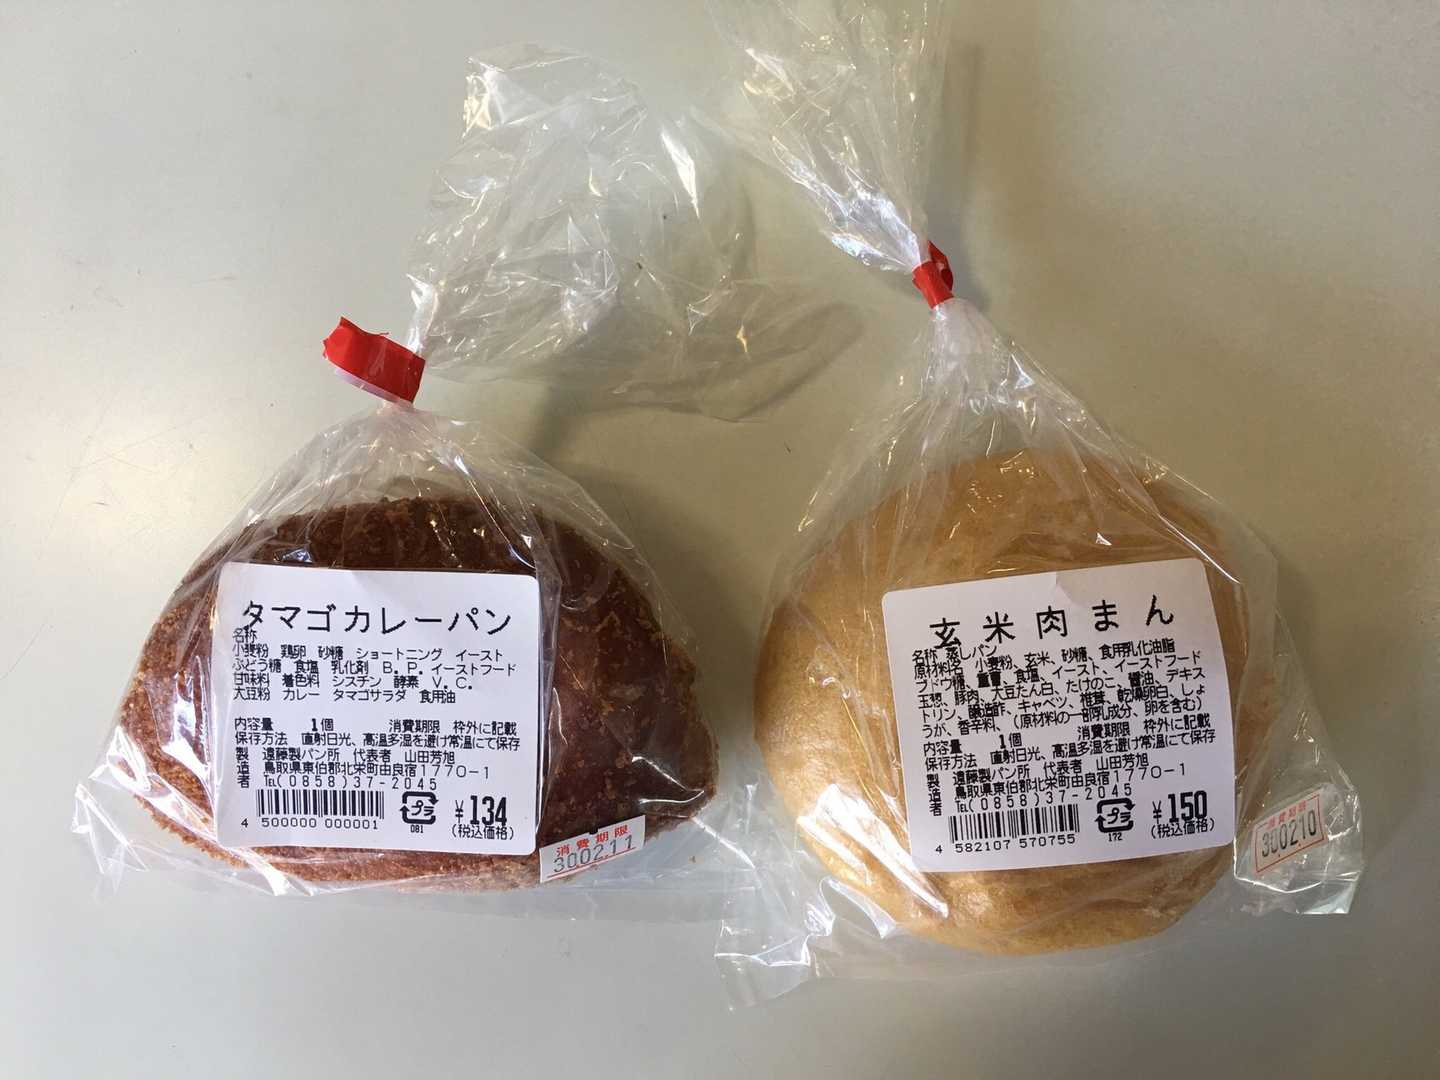 タマゴカレーパン
名称
小麦粉 鶏卵 砂糖 ショートニング イースト
ぶどう糖 食塩 乳化剤 B.P.イーストフード
甘味料 着色料 シスチン 酵素 V.C.
大豆粉 カレー タマゴサラダ 食用油
内容量 1個 消費期限 枠外に記載
保存方法 直射日光、高温多湿を避け常温にて保存
製造者 遠藤製パン所 代表者 山田芳旭
鳥取県東伯郡北栄町由良宿1770-1
℡(0858)37-2045
4 500000 000001
プラ
081
¥134
(税込価格)
消費期限
300211
玄米肉まん
名称 蒸しパン
原材料名 小麦粉、玄米、砂糖、食用乳化油脂
ブドウ糖、重曹、食塩、イースト、イーストフード
玉葱、豚肉、大豆たん白、たけのこ、醤油、デキス
トリン、醸造酢、キャベツ、椎茸、乾燥卵白、しょ
うが、香辛料、(原材料の一部乳成分、卵を含む)
内容量 1個 消費期限 枠外に記載
保存方法 直射日光、高温多湿を避け常温にて保存
製造者 遠藤製パン所 代表者 山田芳旭
鳥取県東伯郡北栄町由良宿1770-1
℡(0858)37-2045
4 582107 570755
プラ
172
¥150
(税込価格)
消費期限
300210